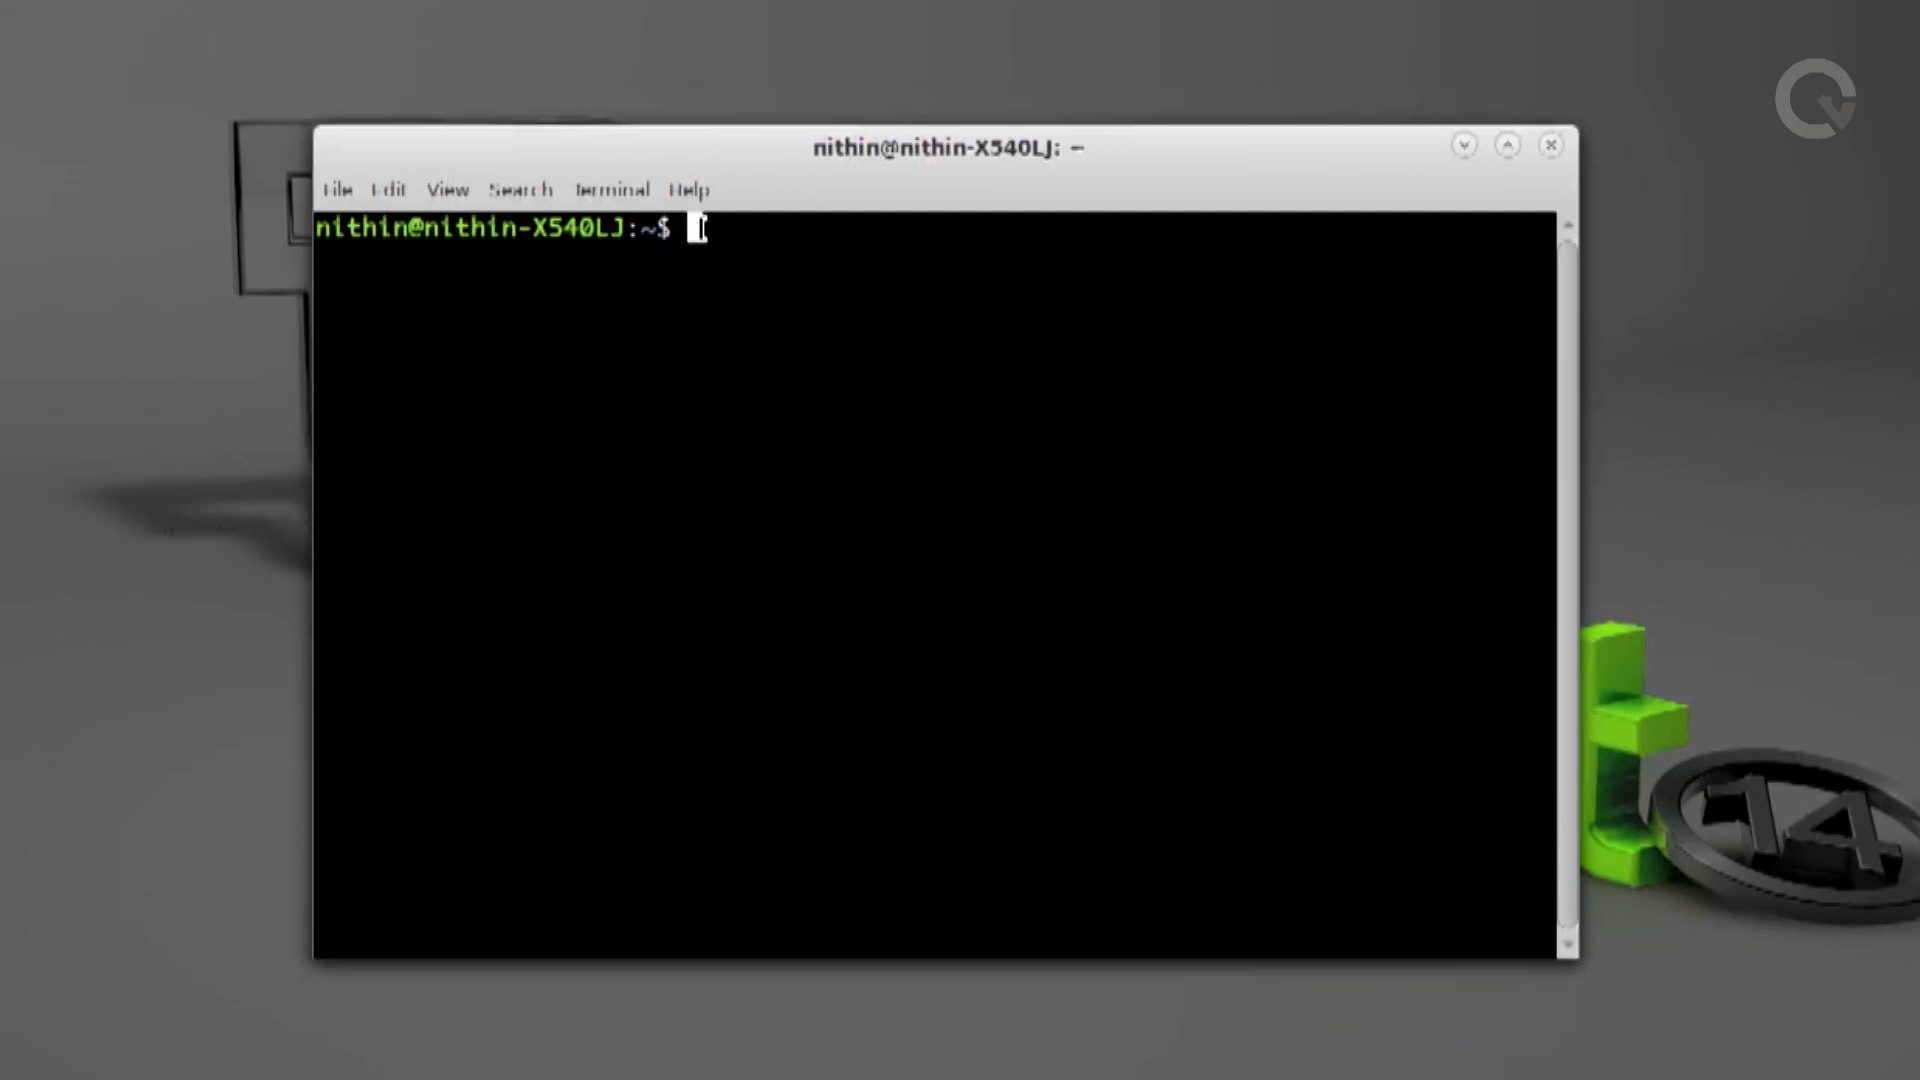 nithin@nithin-X540LJ: ~
File Edit View Search Terminal Help
nithin@nithin-X540LJ:~$
14